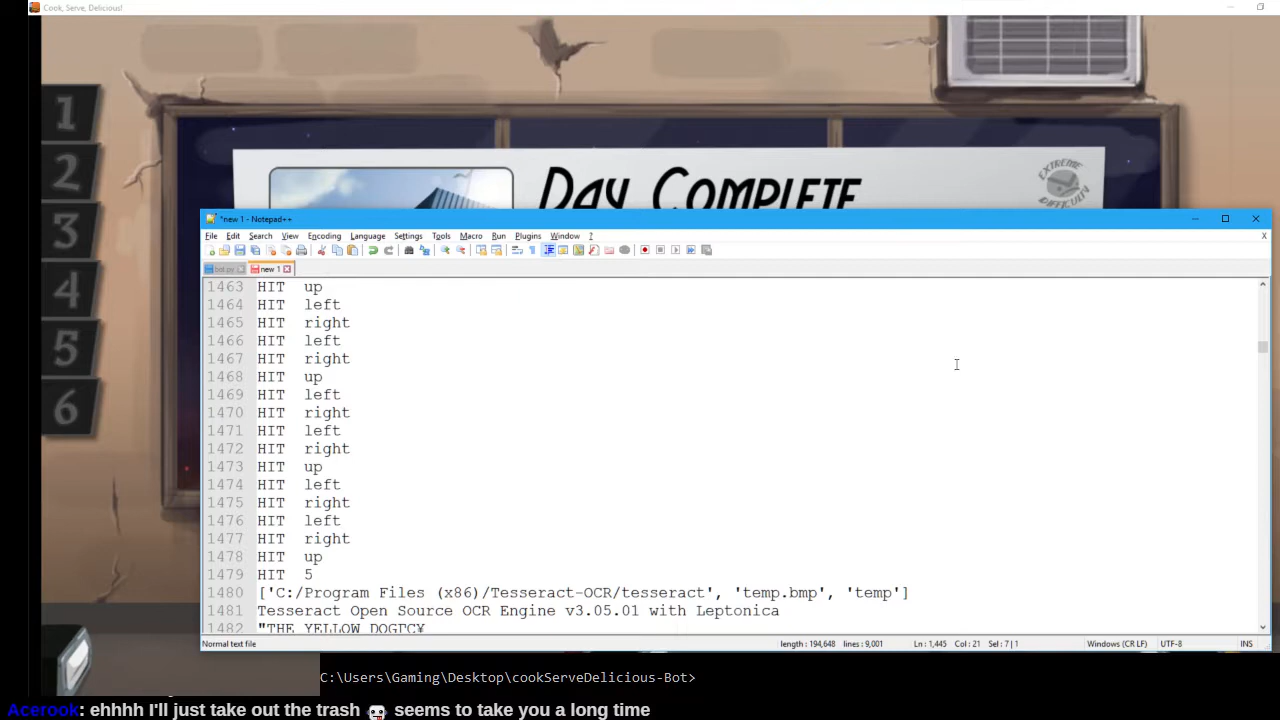 Cook, Serve, Delicious!
1
2
3
4
5
6
DAY COMPLETE
EXTREME DIFFICULTY
*new 1 - Notepad++
File Edit Search View Encoding Language Settings Tools Macro Run Plugins Window ?
X
bot.py new 1
1463 HIT up
1464 HIT left
1465 HIT right
1466 HIT left
1467 HIT right
1468 HIT up
1469 HIT left
1470 HIT right
1471 HIT left
1472 HIT right
1473 HIT up
1474 HIT left
1475 HIT right
1476 HIT left
1477 HIT right
1478 HIT up
1479 HIT 5
1480 ['C:/Program Files (x86)/Tesseract-OCR/tesseract', 'temp.bmp', 'temp']
1481 Tesseract Open Source OCR Engine v3.05.01 with Leptonica
1482 "THE YELLOW DOGTC¥
Normal text file length : 194,648 lines : 9,001 Ln : 1,445 Col : 21 Sel : 7 | 1 Windows (CR LF) UTF-8 INS
C:\Users\Gaming\Desktop\cookServeDelicious-Bot>
Acerook: ehhhh I'll just take out the trash seems to take you a long time